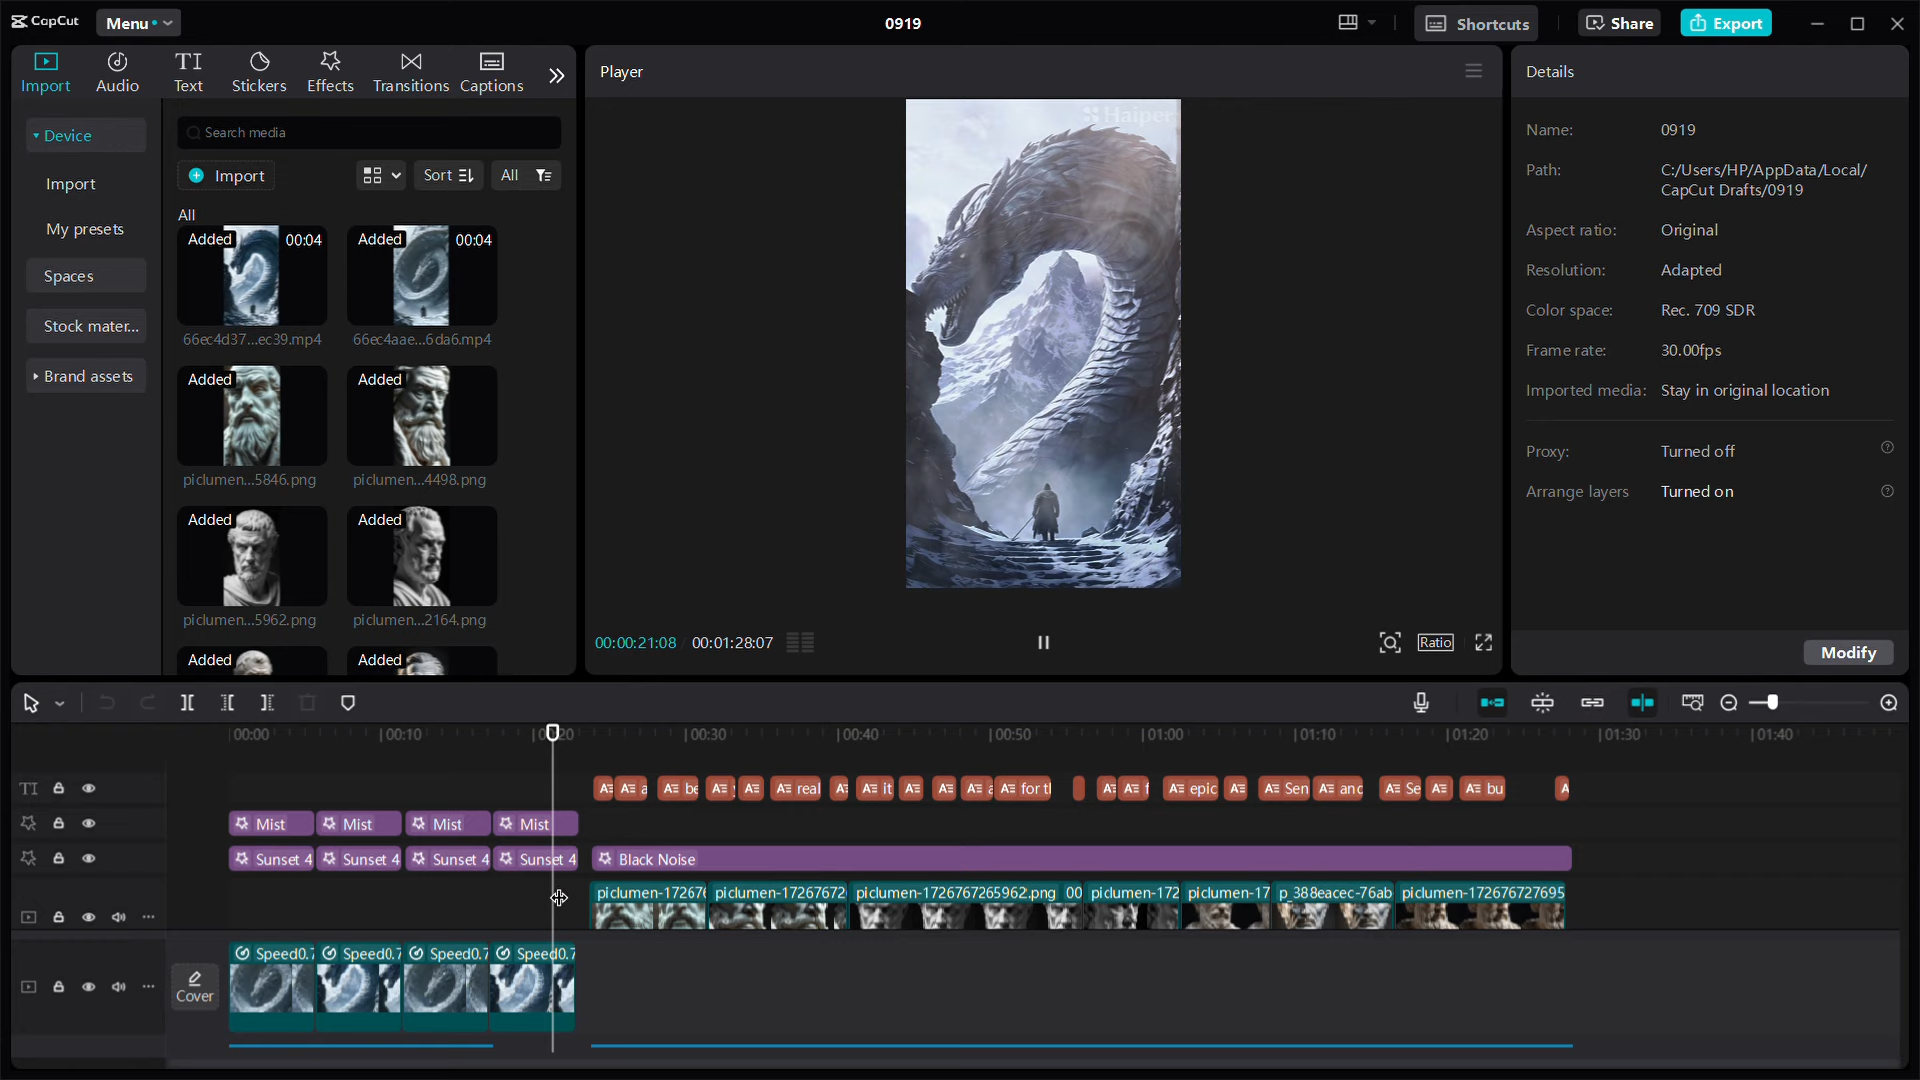 CapCut
Menu
0919
Shortcuts
Share
Export
Import
Audio
Text
Stickers
Effects
Transitions
Captions
Device
Import
My presets
Spaces
Stock mater...
Brand assets
Search media
Import
Sort
All
All
Added 00:04
Added 00:04
66ec4d37...ec39.mp4
66ec4aae...6da6.mp4
Added
Added
piclumen...5846.png
piclumen...4498.png
Added
Added
piclumen...5962.png
piclumen...2164.png
Added
Added
Player
Haiper
00:00:21:08 / 00:01:28:07
Ratio
Details
Name: 0919
Path: C:/Users/HP/AppData/Local/
CapCut Drafts/0919
Aspect ratio: Original
Resolution: Adapted
Color space: Rec. 709 SDR
Frame rate: 30.00fps
Imported media: Stay in original location
Proxy: Turned off
Arrange layers Turned on
Modify
00:00 00:10 00:20 00:30 00:40 00:50 01:00 01:10 01:20 01:30 01:40
TI
be real it for epic Sen and Se bu
Mist Mist Mist Mist
Sunset 4 Sunset 4 Sunset 4 Sunset 4 Black Noise
piclumen-17267 piclumen-17267672 piclumen-1726767265962.png 00 piclumen-172 piclumen-17 p_388eacec-76ab piclumen-172676727695
Speed0.7 Speed0.7 Speed0.7 Speed0.7
Cover